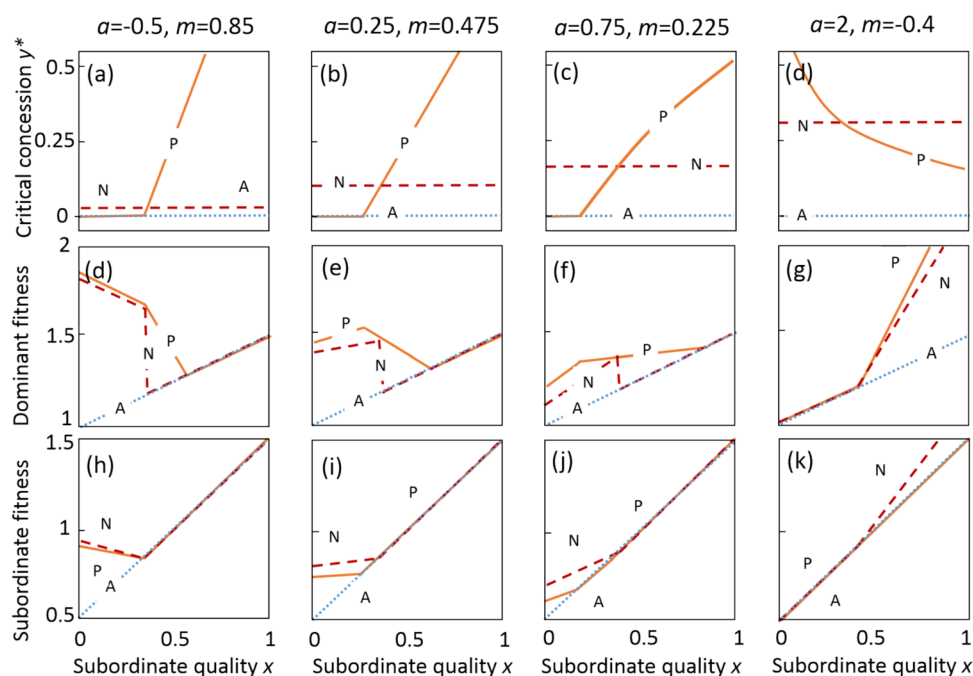 a=-0.5, m=0.85 a=0.25, m=0.475 a=0.75, m=0.225 a=2, m=-0.4
Critical concession y*
0.5
0.25
0
(a) P N A
(b) P N A
(c) P N A
(d) N P A
Dominant fitness
2
1.5
1
(d) P N A
(e) P N A
(f) P N A
(g) P N A
Subordinate fitness
1.5
1
0.5
(h) N P A
(i) P N A
(j) P N A
(k) N P A
0 0.5 1 0 0.5 1 0 0.5 1 0 0.5 1
Subordinate quality x Subordinate quality x Subordinate quality x Subordinate quality x